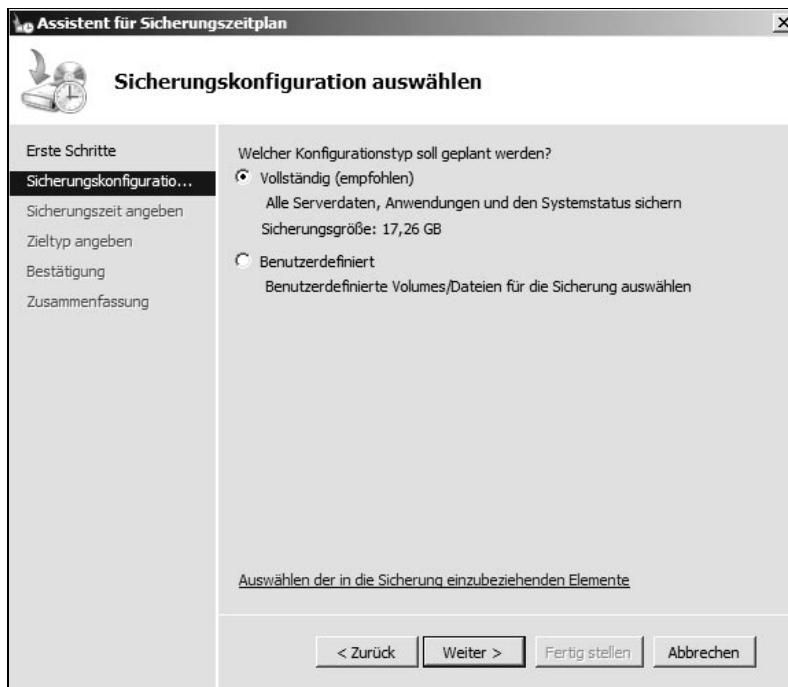 Assistent für Sicherungszeitplan
Sicherungskonfiguration auswählen
Erste Schritte
Sicherungskonfiguratio...
Sicherungszeit angeben
Zieltyp angeben
Bestätigung
Zusammenfassung
Welcher Konfigurationstyp soll geplant werden?
Vollständig (empfohlen)
Alle Serverdaten, Anwendungen und den Systemstatus sichern
Sicherungsgröße: 17,26 GB
Benutzerdefiniert
Benutzerdefinierte Volumes/Dateien für die Sicherung auswählen
Auswählen der in die Sicherung einzubeziehenden Elemente
< Zurück
Weiter >
Fertig stellen
Abbrechen